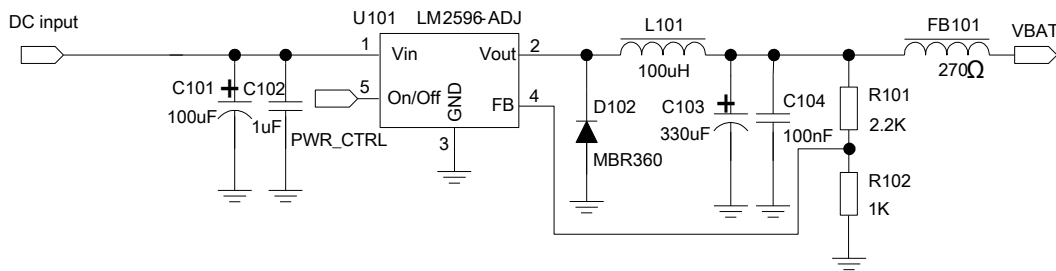 DC input
U101 LM2596-ADJ
1 Vin
Vout 2
5 On/Off
GND
FB 4
3
C101
100uF
C102
1uF
PWR_CTRL
L101
100uH
D102
MBR360
C103
330uF
C104
100nF
R101
2.2K
R102
1K
FB101
270Ω
VBAT